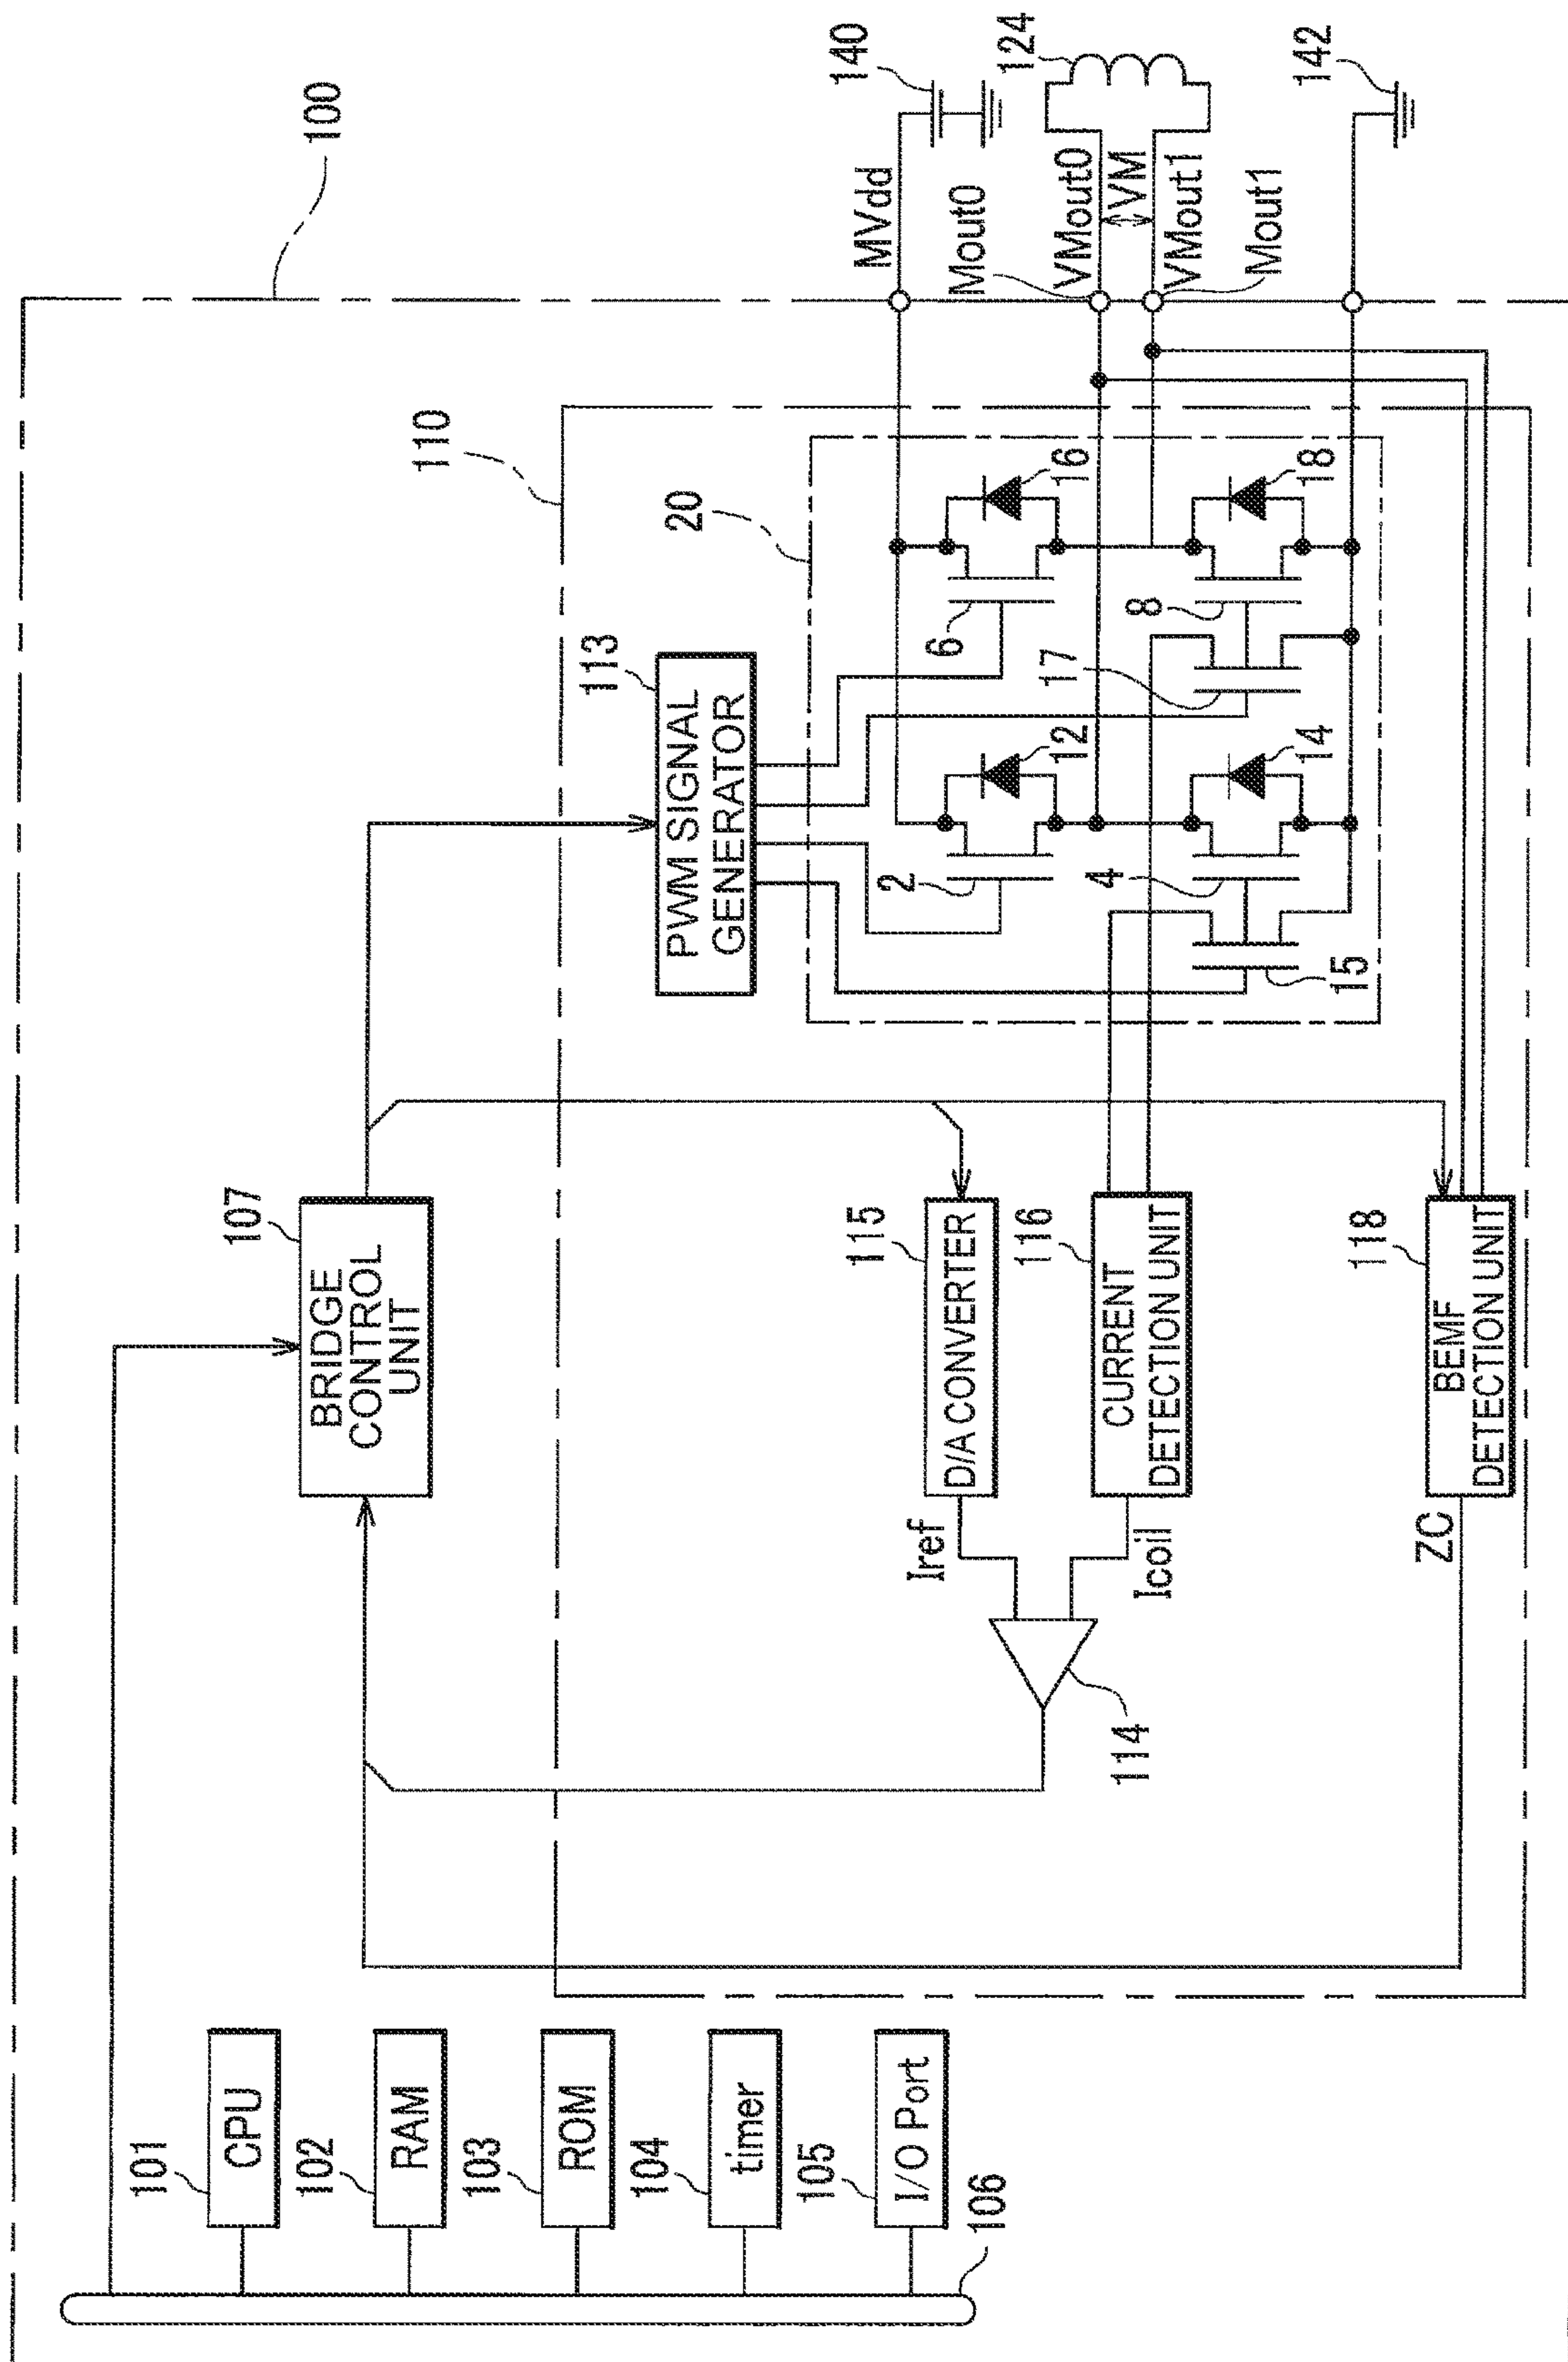 100
101
CPU
102
RAM
103
ROM
104
timer
105
I/O Port
106
107
BRIDGE
CONTROL
UNIT
110
113
PWM SIGNAL
GENERATOR
20
115
D/A CONVERTER
Iref
116
CURRENT
DETECTION UNIT
Icoil
114
118
BEMF
DETECTION UNIT
ZC
2
12
4
14
15
6
16
8
18
17
MVdd
140
Mout0
VMout0
VM
VMout1
Mout1
124
142